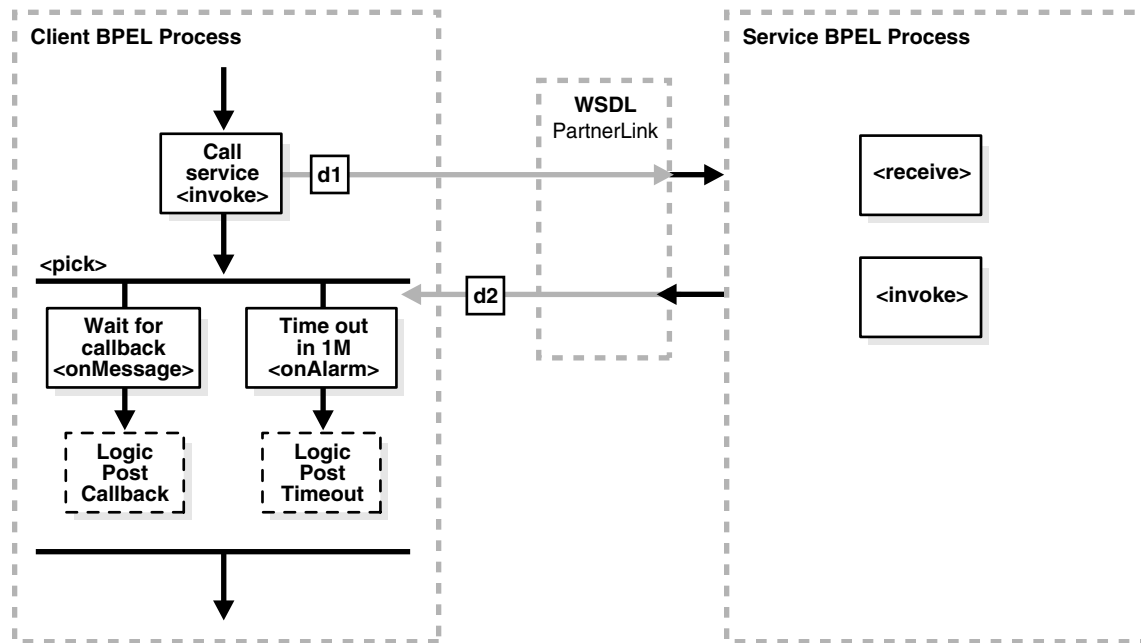 Client BPEL Process
Call
service
<invoke>
d1
<pick>
Wait for
callback
<onMessage>
Time out
in 1M
<onAlarm>
Logic
Post
Callback
Logic
Post
Timeout
WSDL
PartnerLink
d2
Service BPEL Process
<receive>
<invoke>